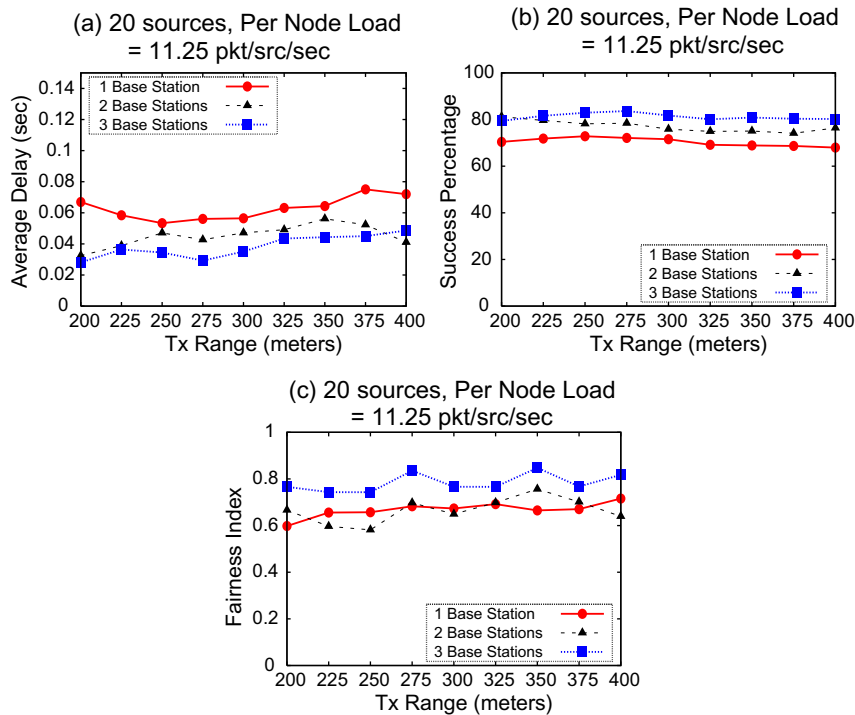 (a) 20 sources, Per Node Load
= 11.25 pkt/src/sec
0.14
0.12
0.1
0.08
0.06
0.04
0.02
0
Average Delay (sec)
1 Base Station
2 Base Stations
3 Base Stations
200 225 250 275 300 325 350 375 400
Tx Range (meters)
(b) 20 sources, Per Node Load
= 11.25 pkt/src/sec
100
80
60
40
20
0
Success Percentage
1 Base Station
2 Base Stations
3 Base Stations
200 225 250 275 300 325 350 375 400
Tx Range (meters)
(c) 20 sources, Per Node Load
= 11.25 pkt/src/sec
1
0.8
0.6
0.4
0.2
0
Fairness Index
1 Base Station
2 Base Stations
3 Base Stations
200 225 250 275 300 325 350 375 400
Tx Range (meters)